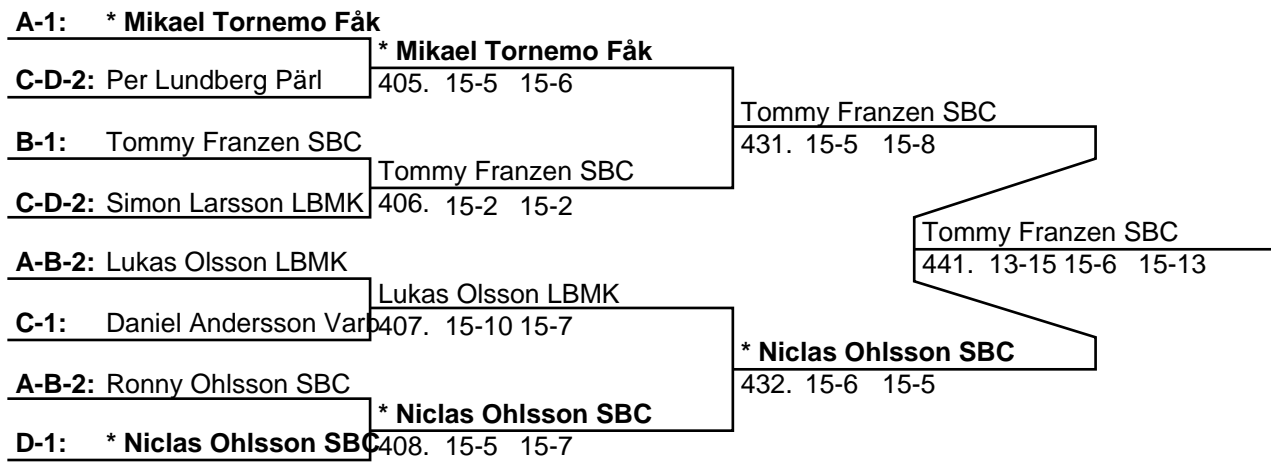 A-1: * Mikael Tornemo Fåk
* Mikael Tornemo Fåk
C-D-2: Per Lundberg Pärl
405. 15-5 15-6
Tommy Franzen SBC
B-1: Tommy Franzen SBC
431. 15-5 15-8
Tommy Franzen SBC
C-D-2: Simon Larsson LBMK
406. 15-2 15-2
Tommy Franzen SBC
A-B-2: Lukas Olsson LBMK
441. 13-15 15-6 15-13
Lukas Olsson LBMK
C-1: Daniel Andersson Varb
407. 15-10 15-7
* Niclas Ohlsson SBC
A-B-2: Ronny Ohlsson SBC
432. 15-6 15-5
* Niclas Ohlsson SBC
D-1: * Niclas Ohlsson SBC
408. 15-5 15-7